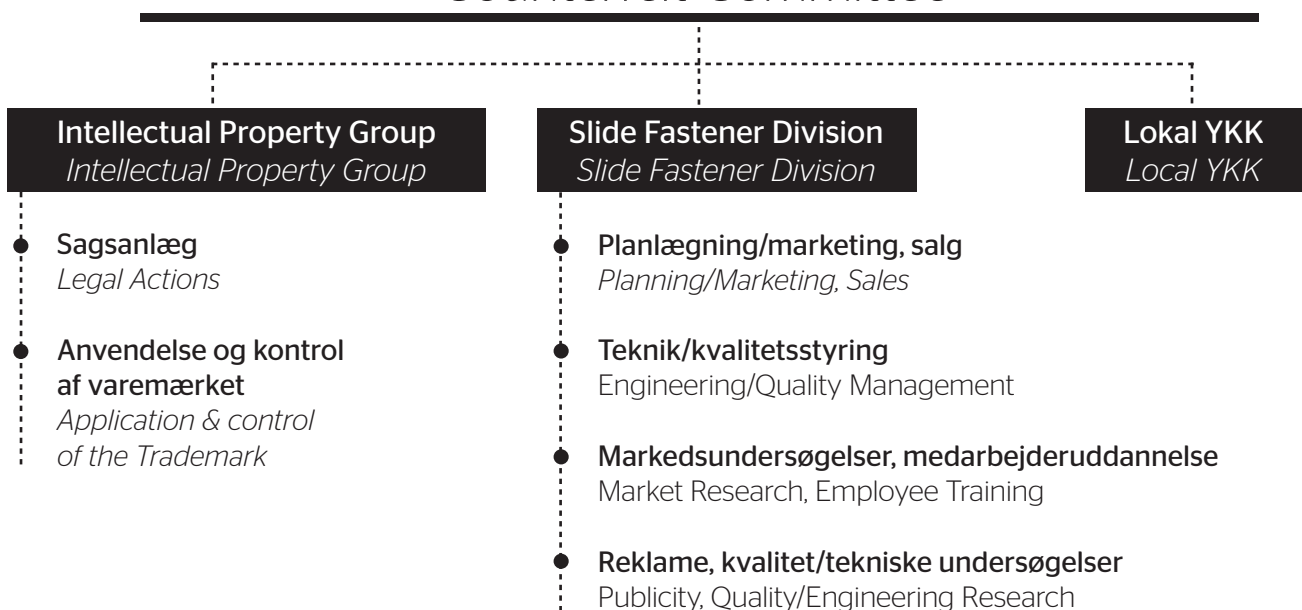 Counterfeit Committee
Intellectual Property Group
Intellectual Property Group
Slide Fastener Division
Slide Fastener Division
Lokal YKK
Local YKK
Sagsanlæg
Legal Actions
Anvendelse og kontrol
af varemærket
Application & control
of the Trademark
Planlægning/marketing, salg
Planning/Marketing, Sales
Teknik/kvalitetsstyring
Engineering/Quality Management
Markedsundersøgelser, medarbejderuddannelse
Market Research, Employee Training
Reklame, kvalitet/tekniske undersøgelser
Publicity, Quality/Engineering Research